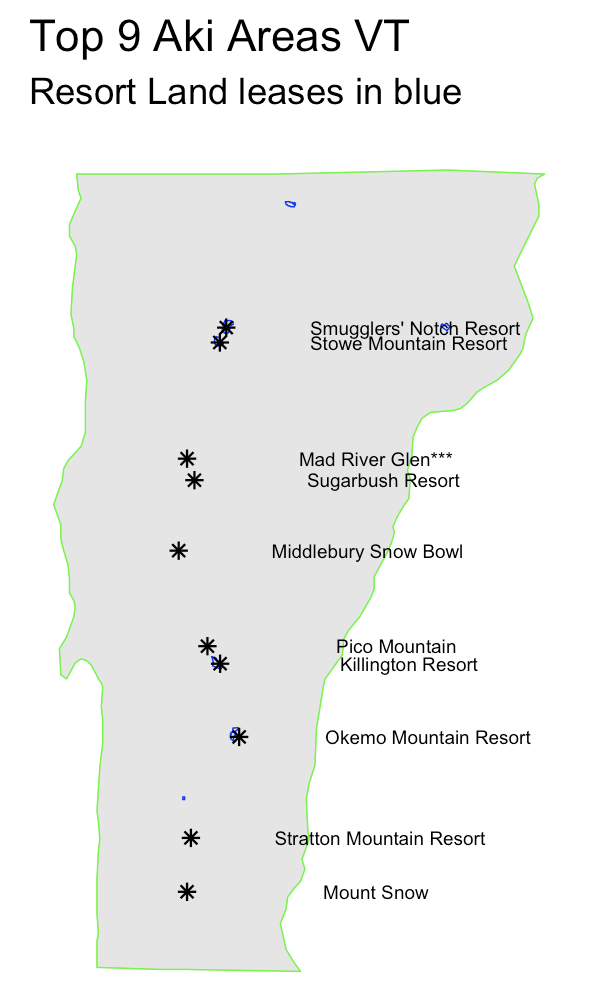 Top 9 Aki Areas VT
Resort Land leases in blue
Smugglers' Notch Resort
Stowe Mountain Resort
Mad River Glen***
Sugarbush Resort
Middlebury Snow Bowl
Pico Mountain
Killington Resort
Okemo Mountain Resort
Stratton Mountain Resort
Mount Snow